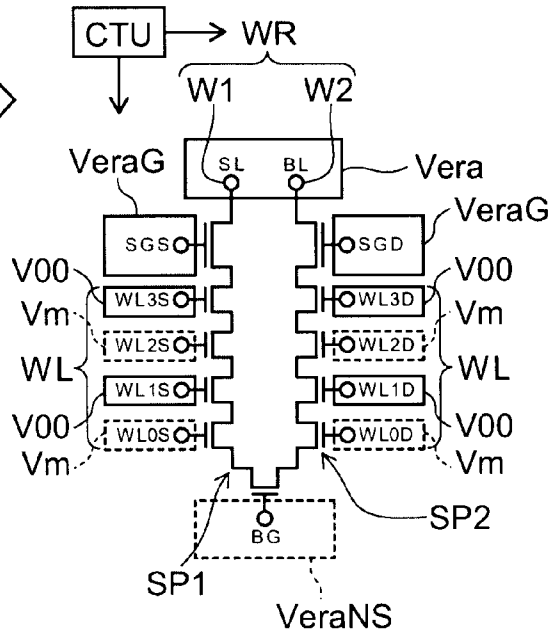 CTU
WR
W1 W2
SL BL
Vera
VeraG
VeraG
SGS SGD
V00 V00
WL3S WL3D
Vm Vm
WL2S WL2D
WL WL
WL1S WL1D
V00 V00
WL0S WL0D
Vm Vm
BG
SP1 SP2
VeraNS